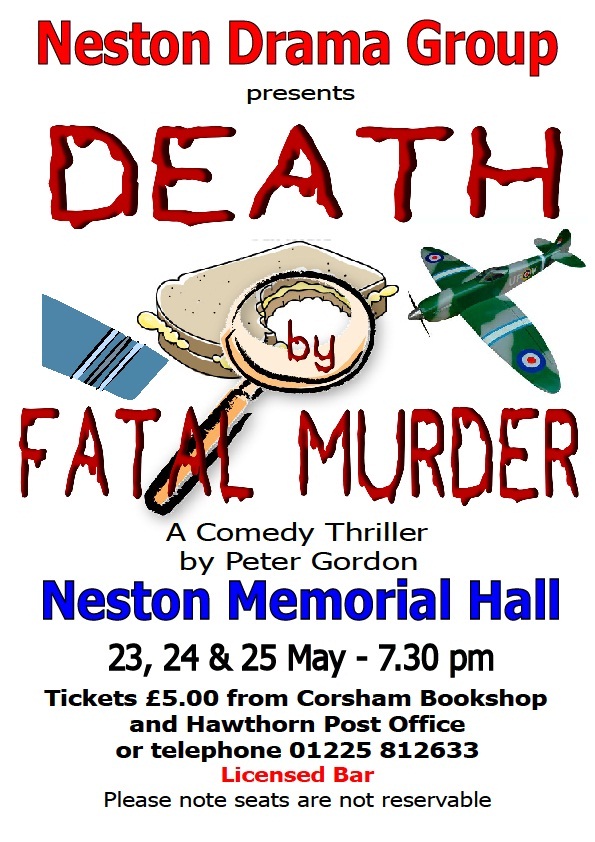 Neston Drama Group
presents
DEATH
by
FATAL MURDER
A Comedy Thriller
by Peter Gordon
Neston Memorial Hall
23, 24 & 25 May - 7.30 pm
Tickets £5.00 from Corsham Bookshop
and Hawthorn Post Office
or telephone 01225 812633
Licensed Bar
Please note seats are not reservable